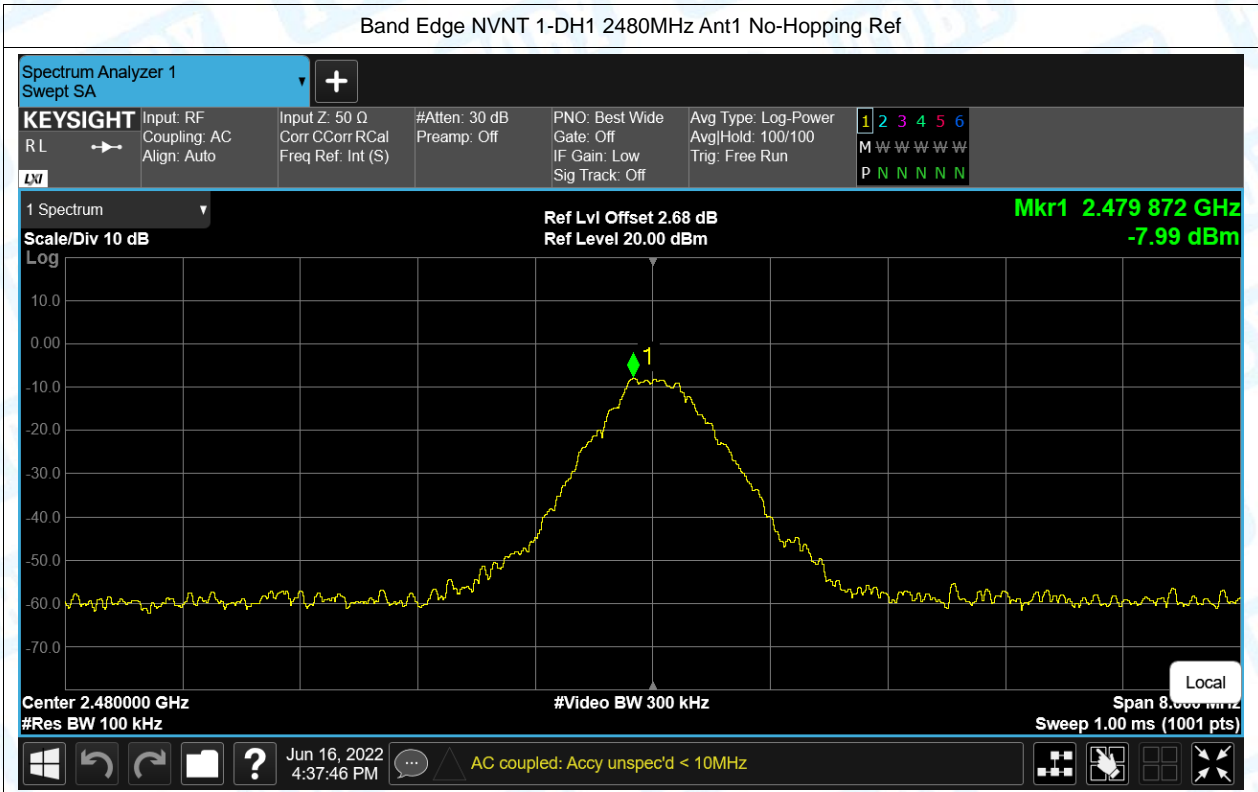 Band Edge NVNT 1-DH1 2480MHz Ant1 No-Hopping Ref
Spectrum Analyzer 1
Swept SA
+
KEYSIGHT
RL
LXI
Input: RF
Coupling: AC
Align: Auto
Input Z: 50 Ω
Corr CCorr RCal
Freq Ref: Int (S)
#Atten: 30 dB
Preamp: Off
PNO: Best Wide
Gate: Off
IF Gain: Low
Sig Track: Off
Avg Type: Log-Power
Avg|Hold: 100/100
Trig: Free Run
1 2 3 4 5 6
M W W W W W
P N N N N N
1 Spectrum
Scale/Div 10 dB
Ref Lvl Offset 2.68 dB
Ref Level 20.00 dBm
Mkr1 2.479 872 GHz
-7.99 dBm
Log
10.0
0.00
-10.0
-20.0
-30.0
-40.0
-50.0
-60.0
-70.0
1
Center 2.480000 GHz
#Res BW 100 kHz
#Video BW 300 kHz
Local
Span 8.000 MHz
Sweep 1.00 ms (1001 pts)
?
Jun 16, 2022
4:37:46 PM
AC coupled: Accy unspec'd < 10MHz